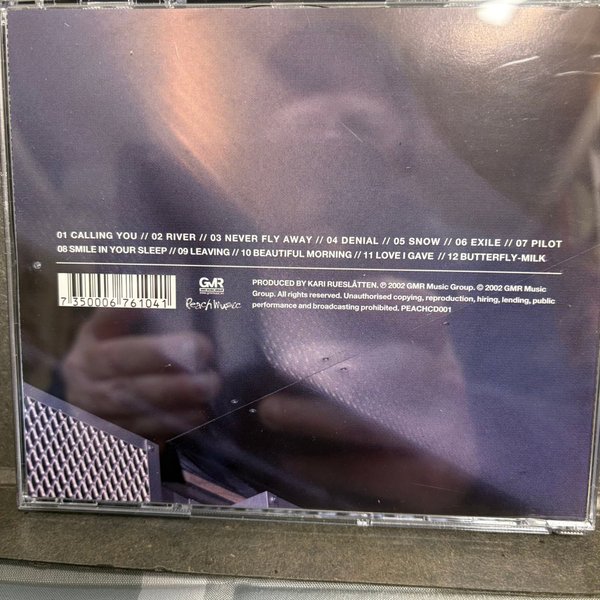 01 CALLING YOU // 02 RIVER // 03 NEVER FLY AWAY // 04 DENIAL // 05 SNOW // 06 EXILE // 07 PILOT
08 SMILE IN YOUR SLEEP // 09 LEAVING // 10 BEAUTIFUL MORNING // 11 LOVE I GAVE // 12 BUTTERFLY-MILK
7 350006 761041
GMR
Peach Music
PRODUCED BY KARI RUESLÅTTEN. ℗ 2002 GMR Music Group. © 2002 GMR Music
Group. All rights reserved. Unauthorised copying, reproduction, hiring, lending, public
performance and broadcasting prohibited. PEACHCD001